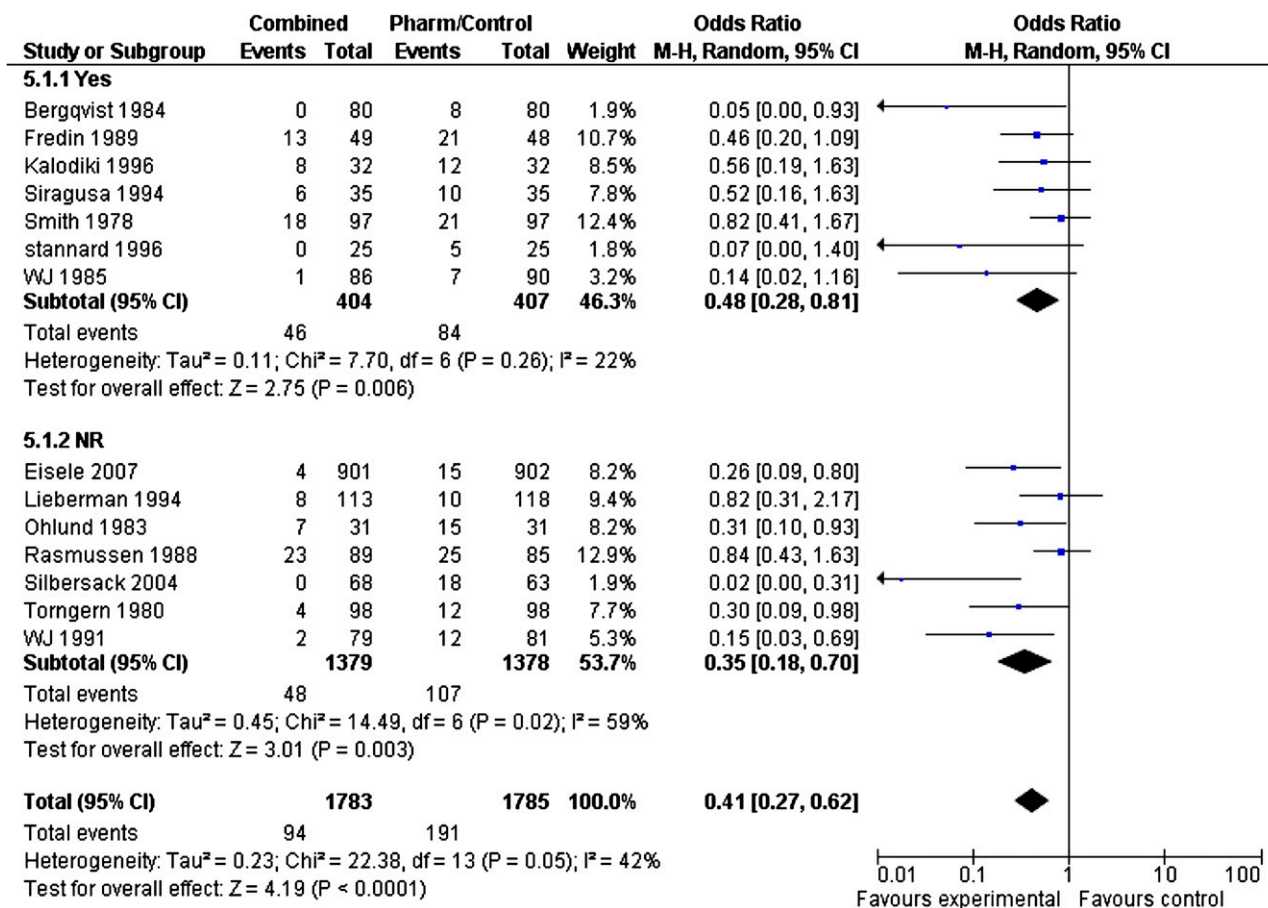 Combined Pharm/Control Odds Ratio Odds Ratio
Study or Subgroup Events Total Events Total Weight M-H, Random, 95% CI M-H, Random, 95% CI
5.1.1 Yes
Bergqvist 1984 0 80 8 80 1.9% 0.05 [0.00, 0.93]
Fredin 1989 13 49 21 48 10.7% 0.46 [0.20, 1.09]
Kalodiki 1996 8 32 12 32 8.5% 0.56 [0.19, 1.63]
Siragusa 1994 6 35 10 35 7.8% 0.52 [0.16, 1.63]
Smith 1978 18 97 21 97 12.4% 0.82 [0.41, 1.67]
stannard 1996 0 25 5 25 1.8% 0.07 [0.00, 1.40]
WJ 1985 1 86 7 90 3.2% 0.14 [0.02, 1.16]
Subtotal (95% CI) 404 407 46.3% 0.48 [0.28, 0.81]
Total events 46 84
Heterogeneity: Tau² = 0.11; Chi² = 7.70, df = 6 (P = 0.26); I² = 22%
Test for overall effect: Z = 2.75 (P = 0.006)
5.1.2 NR
Eisele 2007 4 901 15 902 8.2% 0.26 [0.09, 0.80]
Lieberman 1994 8 113 10 118 9.4% 0.82 [0.31, 2.17]
Ohlund 1983 7 31 15 31 8.2% 0.31 [0.10, 0.93]
Rasmussen 1988 23 89 25 85 12.9% 0.84 [0.43, 1.63]
Silbersack 2004 0 68 18 63 1.9% 0.02 [0.00, 0.31]
Torngern 1980 4 98 12 98 7.7% 0.30 [0.09, 0.98]
WJ 1991 2 79 12 81 5.3% 0.15 [0.03, 0.69]
Subtotal (95% CI) 1379 1378 53.7% 0.35 [0.18, 0.70]
Total events 48 107
Heterogeneity: Tau² = 0.45; Chi² = 14.49, df = 6 (P = 0.02); I² = 59%
Test for overall effect: Z = 3.01 (P = 0.003)
Total (95% CI) 1783 1785 100.0% 0.41 [0.27, 0.62]
Total events 94 191
Heterogeneity: Tau² = 0.23; Chi² = 22.38, df = 13 (P = 0.05); I² = 42%
Test for overall effect: Z = 4.19 (P < 0.0001)
0.01 0.1 1 10 100
Favours experimental Favours control